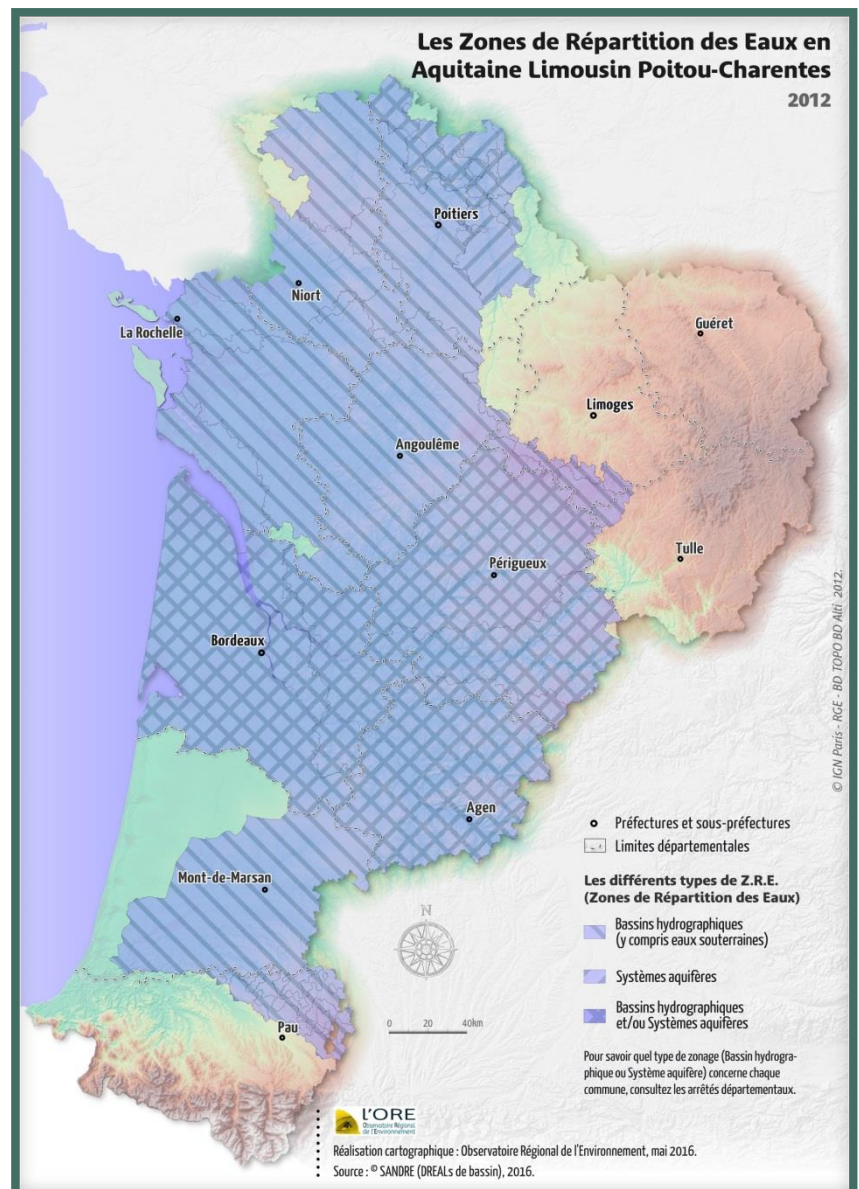 Les Zones de Répartition des Eaux en
Aquitaine Limousin Poitou-Charentes
2012
Poitiers
Niort
La Rochelle
Guéret
Limoges
Angoulême
Tulle
Périgueux
Bordeaux
Agen
Mont-de-Marsan
Pau
© IGN Paris - RGE - BD TOPO BD Alti 2012.
Préfectures et sous-préfectures
Limites départementales
Les différents types de Z.R.E.
(Zones de Répartition des Eaux)
Bassins hydrographiques
(y compris eaux souterraines)
Systèmes aquifères
Bassins hydrographiques
et/ou Systèmes aquifères
Pour savoir quel type de zonage (Bassin hydrogra-
phique ou Système aquifère) concerne chaque
commune, consultez les arrêtés départementaux.
N
0 20 40km
L'ORE
Observatoire Régional
de l'Environnement
Réalisation cartographique : Observatoire Régional de l'Environnement, mai 2016.
Source : © SANDRE (DREALs de bassin), 2016.